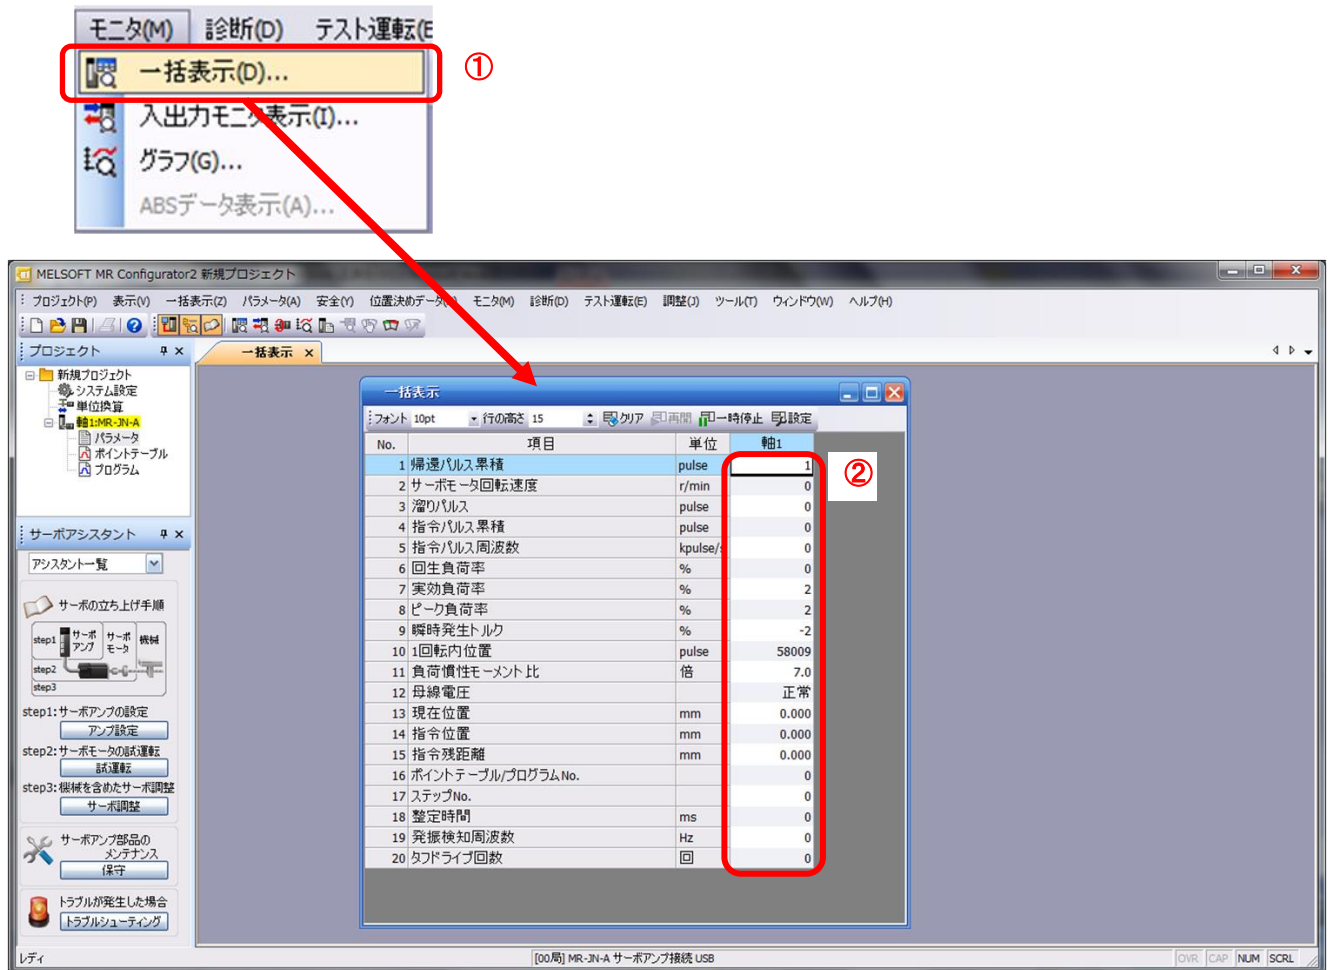 モニタ(M) 診断(D) テスト運転(E
一括表示(D)...
①
入出力モニタ表示(I)...
グラフ(G)...
ABSデータ表示(A)...
MELSOFT MR Configurator2 新規プロジェクト
プロジェクト(P) 表示(V) 一括表示(Z) パラメータ(A) 安全(Y) 位置決めデータ( ) モニタ(M) 診断(D) テスト運転(E) 調整(J) ツール(T) ウィンドウ(W) ヘルプ(H)
プロジェクト
一括表示
新規プロジェクト
システム設定
単位換算
軸1:MR-JN-A
パラメータ
ポイントテーブル
プログラム
サーボアシスタント
アシスタント一覧
サーボの立ち上げ手順
step1 サーボアンプ サーボモータ 機械
step2
step3
step1:サーボアンプの設定
アンプ設定
step2:サーボモータの試運転
試運転
step3:機械を含めたサーボ調整
サーボ調整
サーボアンプ部品の
メンテナンス
保守
トラブルが発生した場合
トラブルシューティング
一括表示
フォント 10pt 行の高さ 15 クリア 再開 一時停止 設定
No. 項目 単位 軸1
1 帰還パルス累積 pulse 1
②
2 サーボモータ回転速度 r/min 0
3 溜りパルス pulse 0
4 指令パルス累積 pulse 0
5 指令パルス周波数 kpulse/s 0
6 回生負荷率 % 0
7 実効負荷率 % 2
8 ピーク負荷率 % 2
9 瞬時発生トルク % -2
10 1回転内位置 pulse 58009
11 負荷慣性モーメント比 倍 7.0
12 母線電圧 正常
13 現在位置 mm 0.000
14 指令位置 mm 0.000
15 指令残距離 mm 0.000
16 ポイントテーブル/プログラムNo. 0
17 ステップNo. 0
18 整定時間 ms 0
19 発振検知周波数 Hz 0
20 タフドライブ回数 回 0
レディ [00局] MR-JN-A サーボアンプ接続 USB OVR CAP NUM SCRL